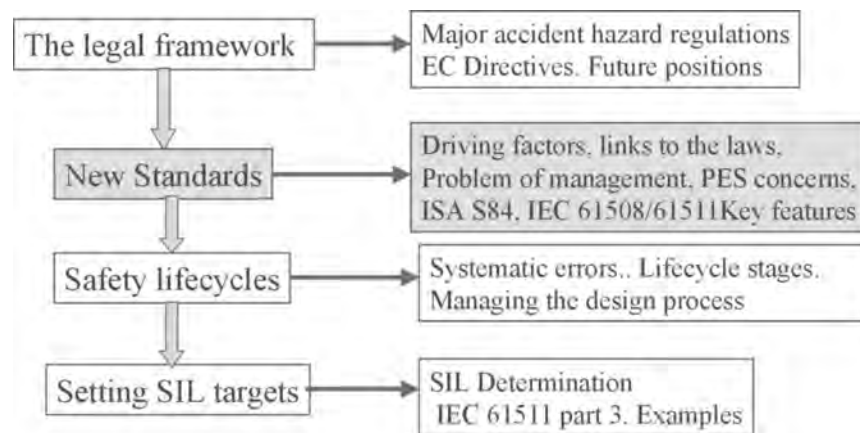 The legal framework
Major accident hazard regulations
EC Directives. Future positions
New Standards
Driving factors, links to the laws,
Problem of management, PES concerns,
ISA S84, IEC 61508/61511Key features
Safety lifecycles
Systematic errors.. Lifecycle stages.
Managing the design process
Setting SIL targets
SIL Determination
IEC 61511 part 3. Examples